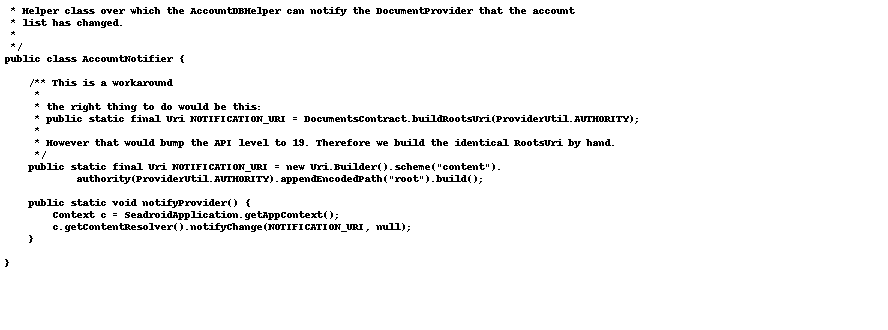 * Helper class over which the AccountDBHelper can notify the DocumentProvider that the account
* list has changed.
*
*/
public class AccountNotifier {
/** This is a workaround
*
* the right thing to do would be this:
* public static final Uri NOTIFICATION_URI = DocumentsContract.buildRootsUri(ProviderUtil.AUTHORITY);
*
* However that would bump the API level to 19. Therefore we build the identical RootsUri by hand.
*/
public static final Uri NOTIFICATION_URI = new Uri.Builder().scheme("content").
authority(ProviderUtil.AUTHORITY).appendEncodedPath("root").build();
public static void notifyProvider() {
Context c = SeadroidApplication.getAppContext();
c.getContentResolver().notifyChange(NOTIFICATION_URI, null);
}
}